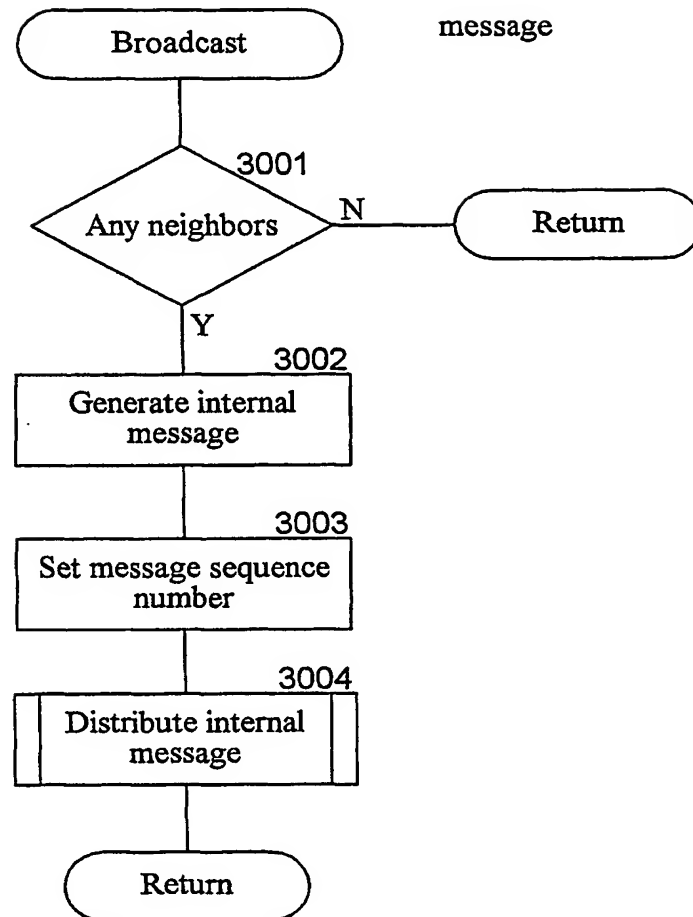 Broadcast
message
3001
Any neighbors
N
Return
Y
3002
Generate internal
message
3003
Set message sequence
number
3004
Distribute internal
message
Return